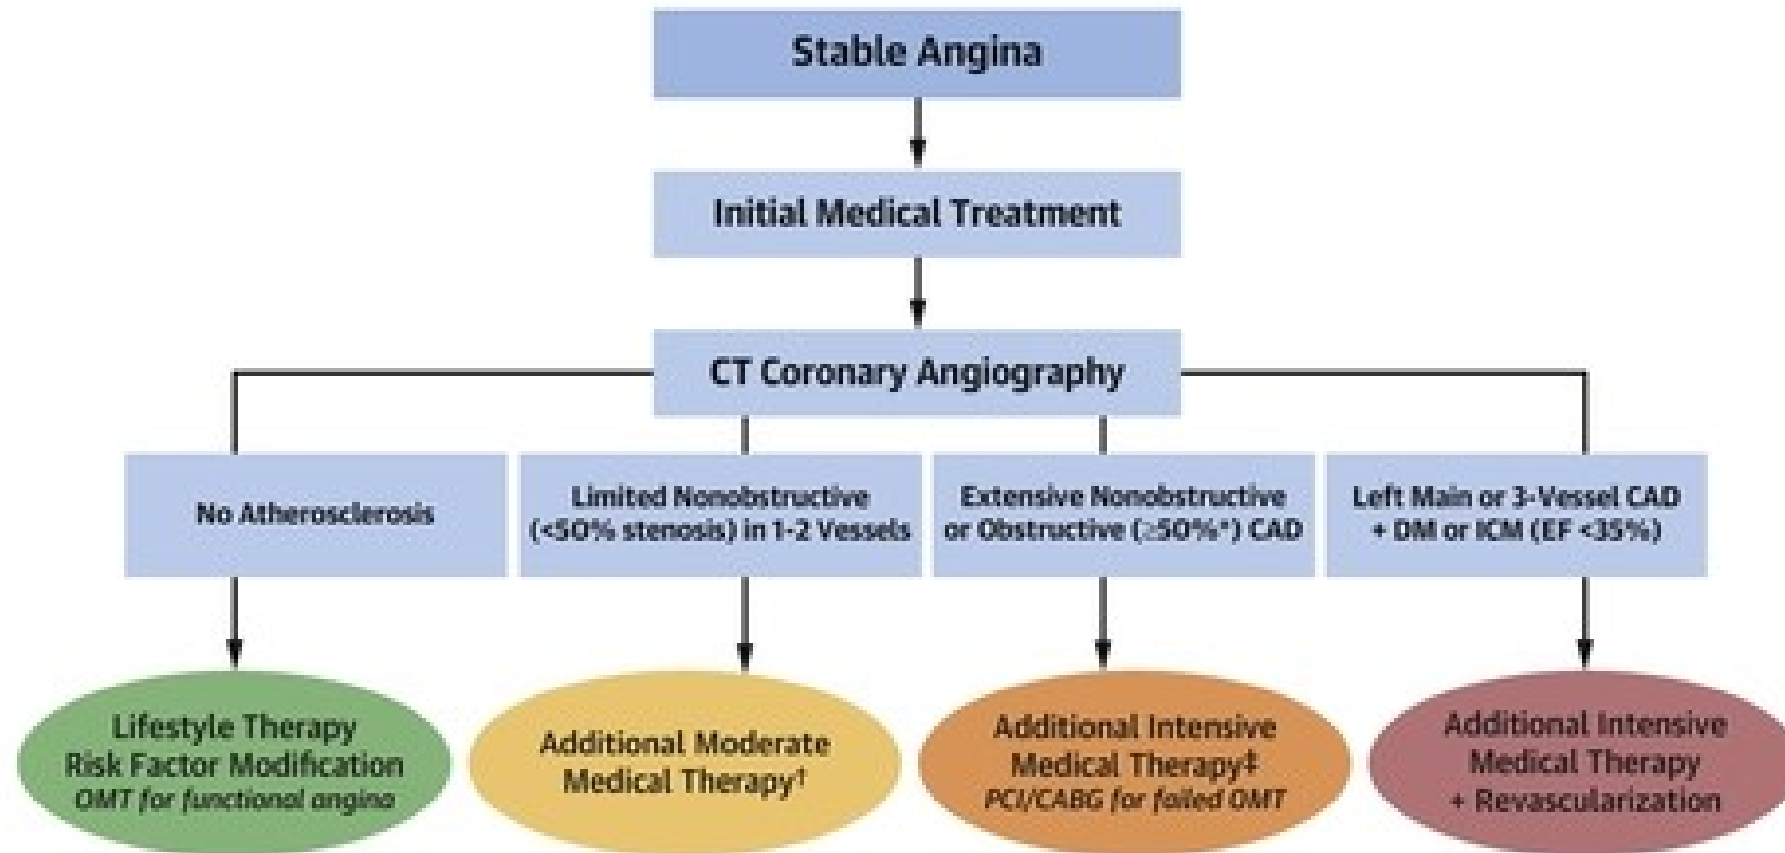 Stable Angina
Initial Medical Treatment
CT Coronary Angiography
No Atherosclerosis
Limited Nonobstructive
(<50% stenosis) in 1-2 Vessels
Extensive Nonobstructive
or Obstructive (≥50%*) CAD
Left Main or 3-Vessel CAD
+ DM or ICM (EF <35%)
Lifestyle Therapy
Risk Factor Modification
OMT for functional angina
Additional Moderate
Medical Therapy†
Additional Intensive
Medical Therapy‡
PCI/CABG for failed OMT
Additional Intensive
Medical Therapy
+ Revascularization